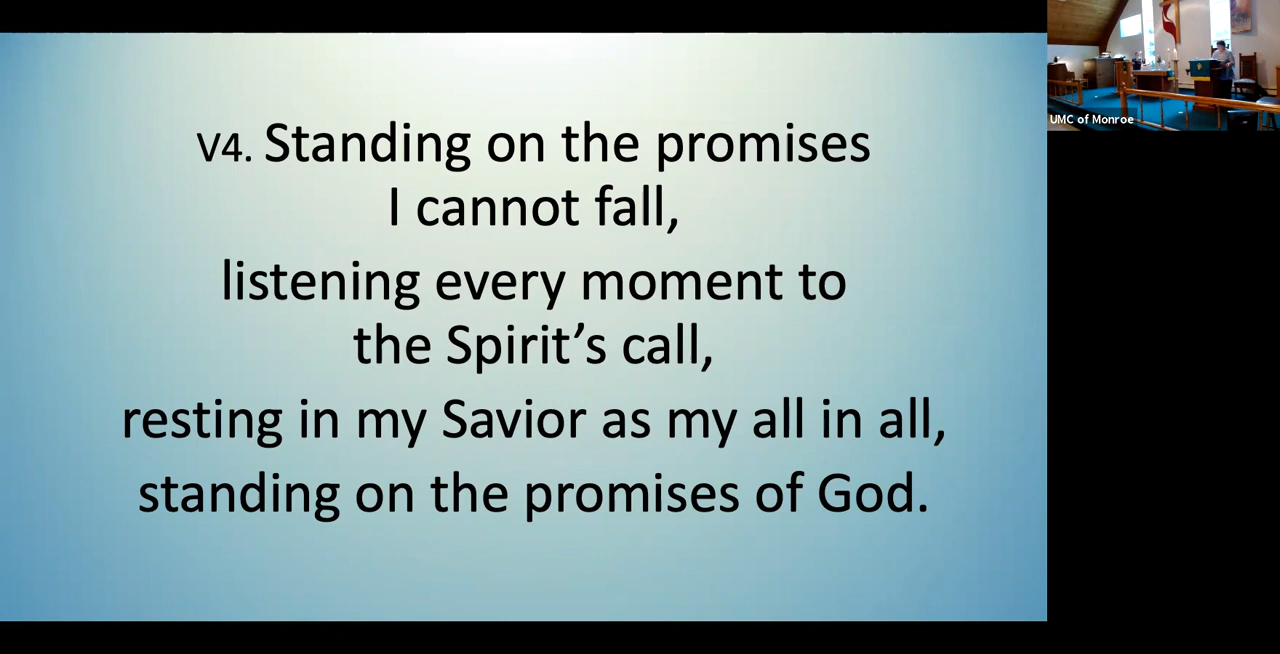 V4. Standing on the promises
I cannot fall,
listening every moment to
the Spirit’s call,
resting in my Savior as my all in all,
standing on the promises of God.
UMC of Monroe